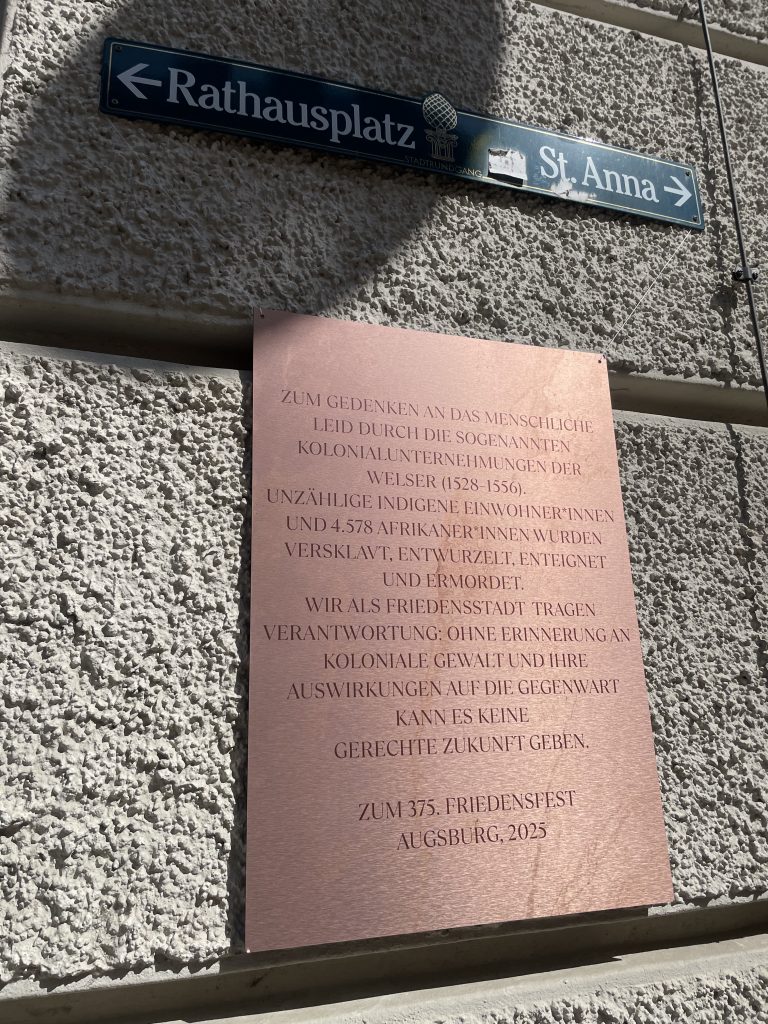 ← Rathausplatz
STADTRUNDGANG
St. Anna →
ZUM GEDENKEN AN DAS MENSCHLICHE
LEID DURCH DIE SOGENANNTEN
KOLONIALUNTERNEHMUNGEN DER
WELSER (1528–1556).
UNZÄHLIGE INDIGENE EINWOHNER*INNEN
UND 4.578 AFRIKANER*INNEN WURDEN
VERSKLAVT, ENTWURZELT, ENTEIGNET
UND ERMORDET.
WIR ALS FRIEDENSSTADT TRAGEN
VERANTWORTUNG: OHNE ERINNERUNG AN
KOLONIALE GEWALT UND IHRE
AUSWIRKUNGEN AUF DIE GEGENWART
KANN ES KEINE
GERECHTE ZUKUNFT GEBEN.
ZUM 375. FRIEDENSFEST
AUGSBURG, 2025